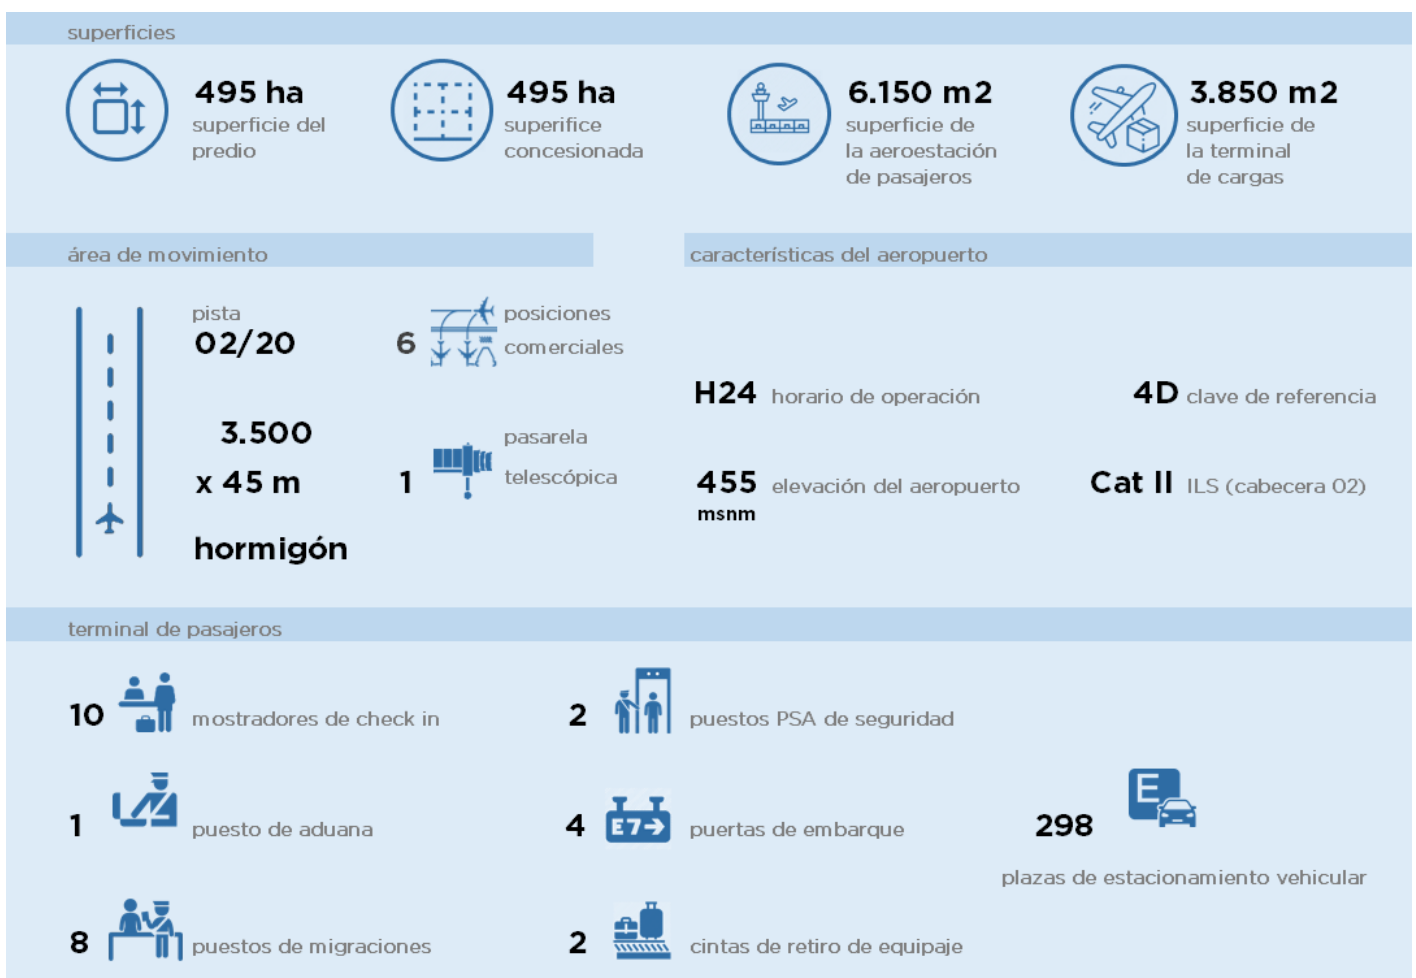 superficies
495 ha
superficie del
predio
495 ha
superifice
concesionada
6.150 m2
superficie de
la aeroestación
de pasajeros
3.850 m2
superficie de
la terminal
de cargas
área de movimiento
pista
02/20
3.500
x 45 m
hormigón
6
posiciones
comerciales
1
pasarela
telescópica
características del aeropuerto
H24 horario de operación
4D clave de referencia
455 elevación del aeropuerto
msnm
Cat II ILS (cabecera 02)
terminal de pasajeros
10 mostradores de check in
2 puestos PSA de seguridad
1 puesto de aduana
4 E7→ puertas de embarque
E
298
plazas de estacionamiento vehicular
8 puestos de migraciones
2 cintas de retiro de equipaje